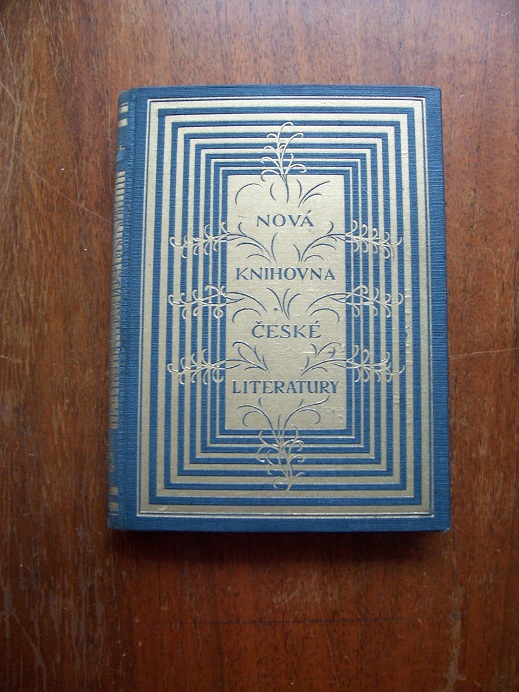 NOVÁ
KNIHOVNA
ČESKÉ
LITERATURY